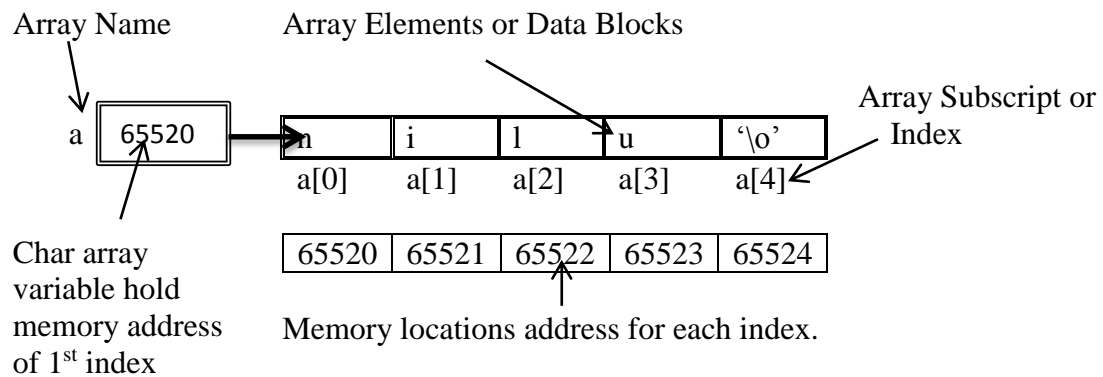 Array Name
Array Elements or Data Blocks
Array Subscript or
Index
a
65520
n i l u ‘\o’
a[0] a[1] a[2] a[3] a[4]
65520 65521 65522 65523 65524
Char array
variable hold
memory address
of 1st index
Memory locations address for each index.